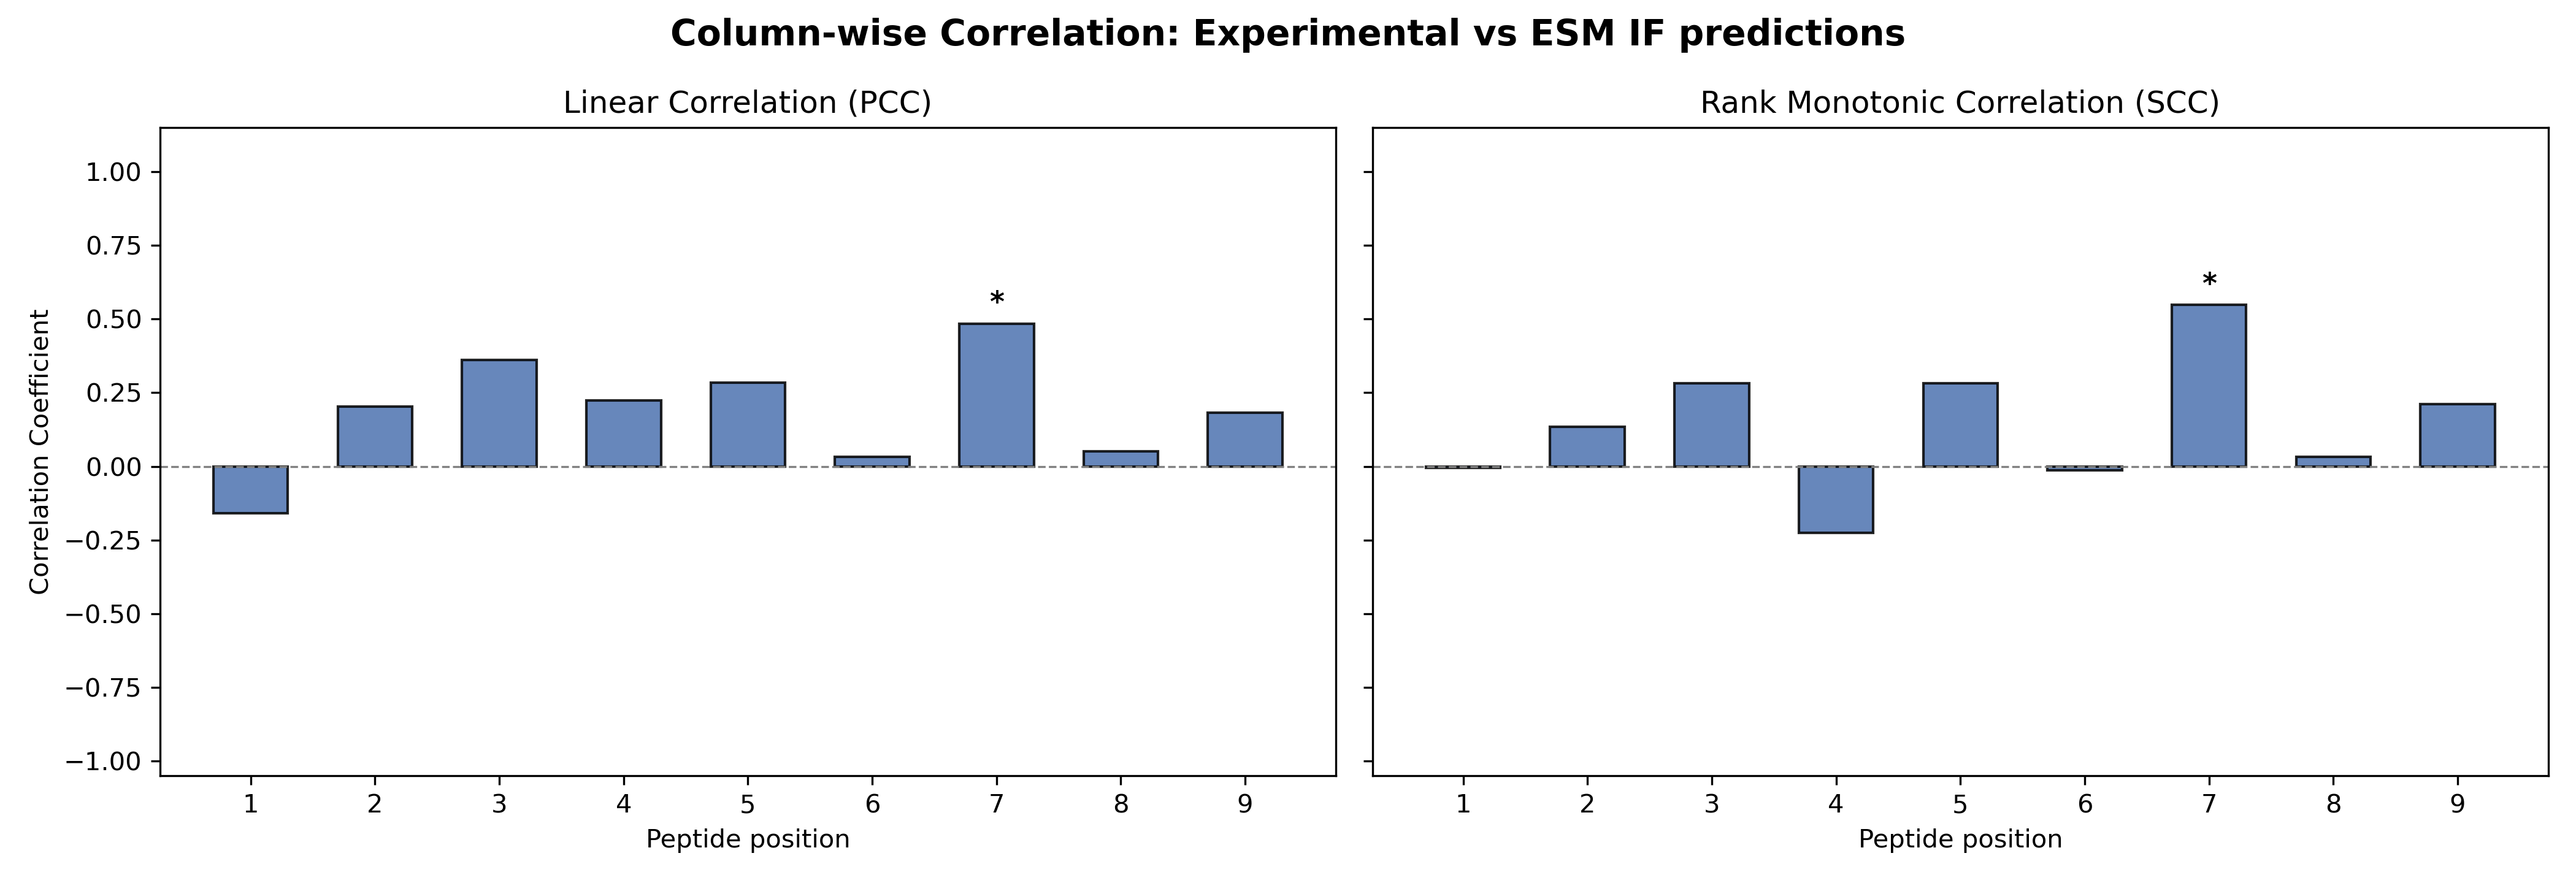 Column-wise Correlation: Experimental vs ESM IF predictions
Linear Correlation (PCC)
Correlation Coefficient
1.00
0.75
0.50
0.25
0.00
−0.25
−0.50
−0.75
−1.00
*
1 2 3 4 5 6 7 8 9
Peptide position
Rank Monotonic Correlation (SCC)
*
1 2 3 4 5 6 7 8 9
Peptide position